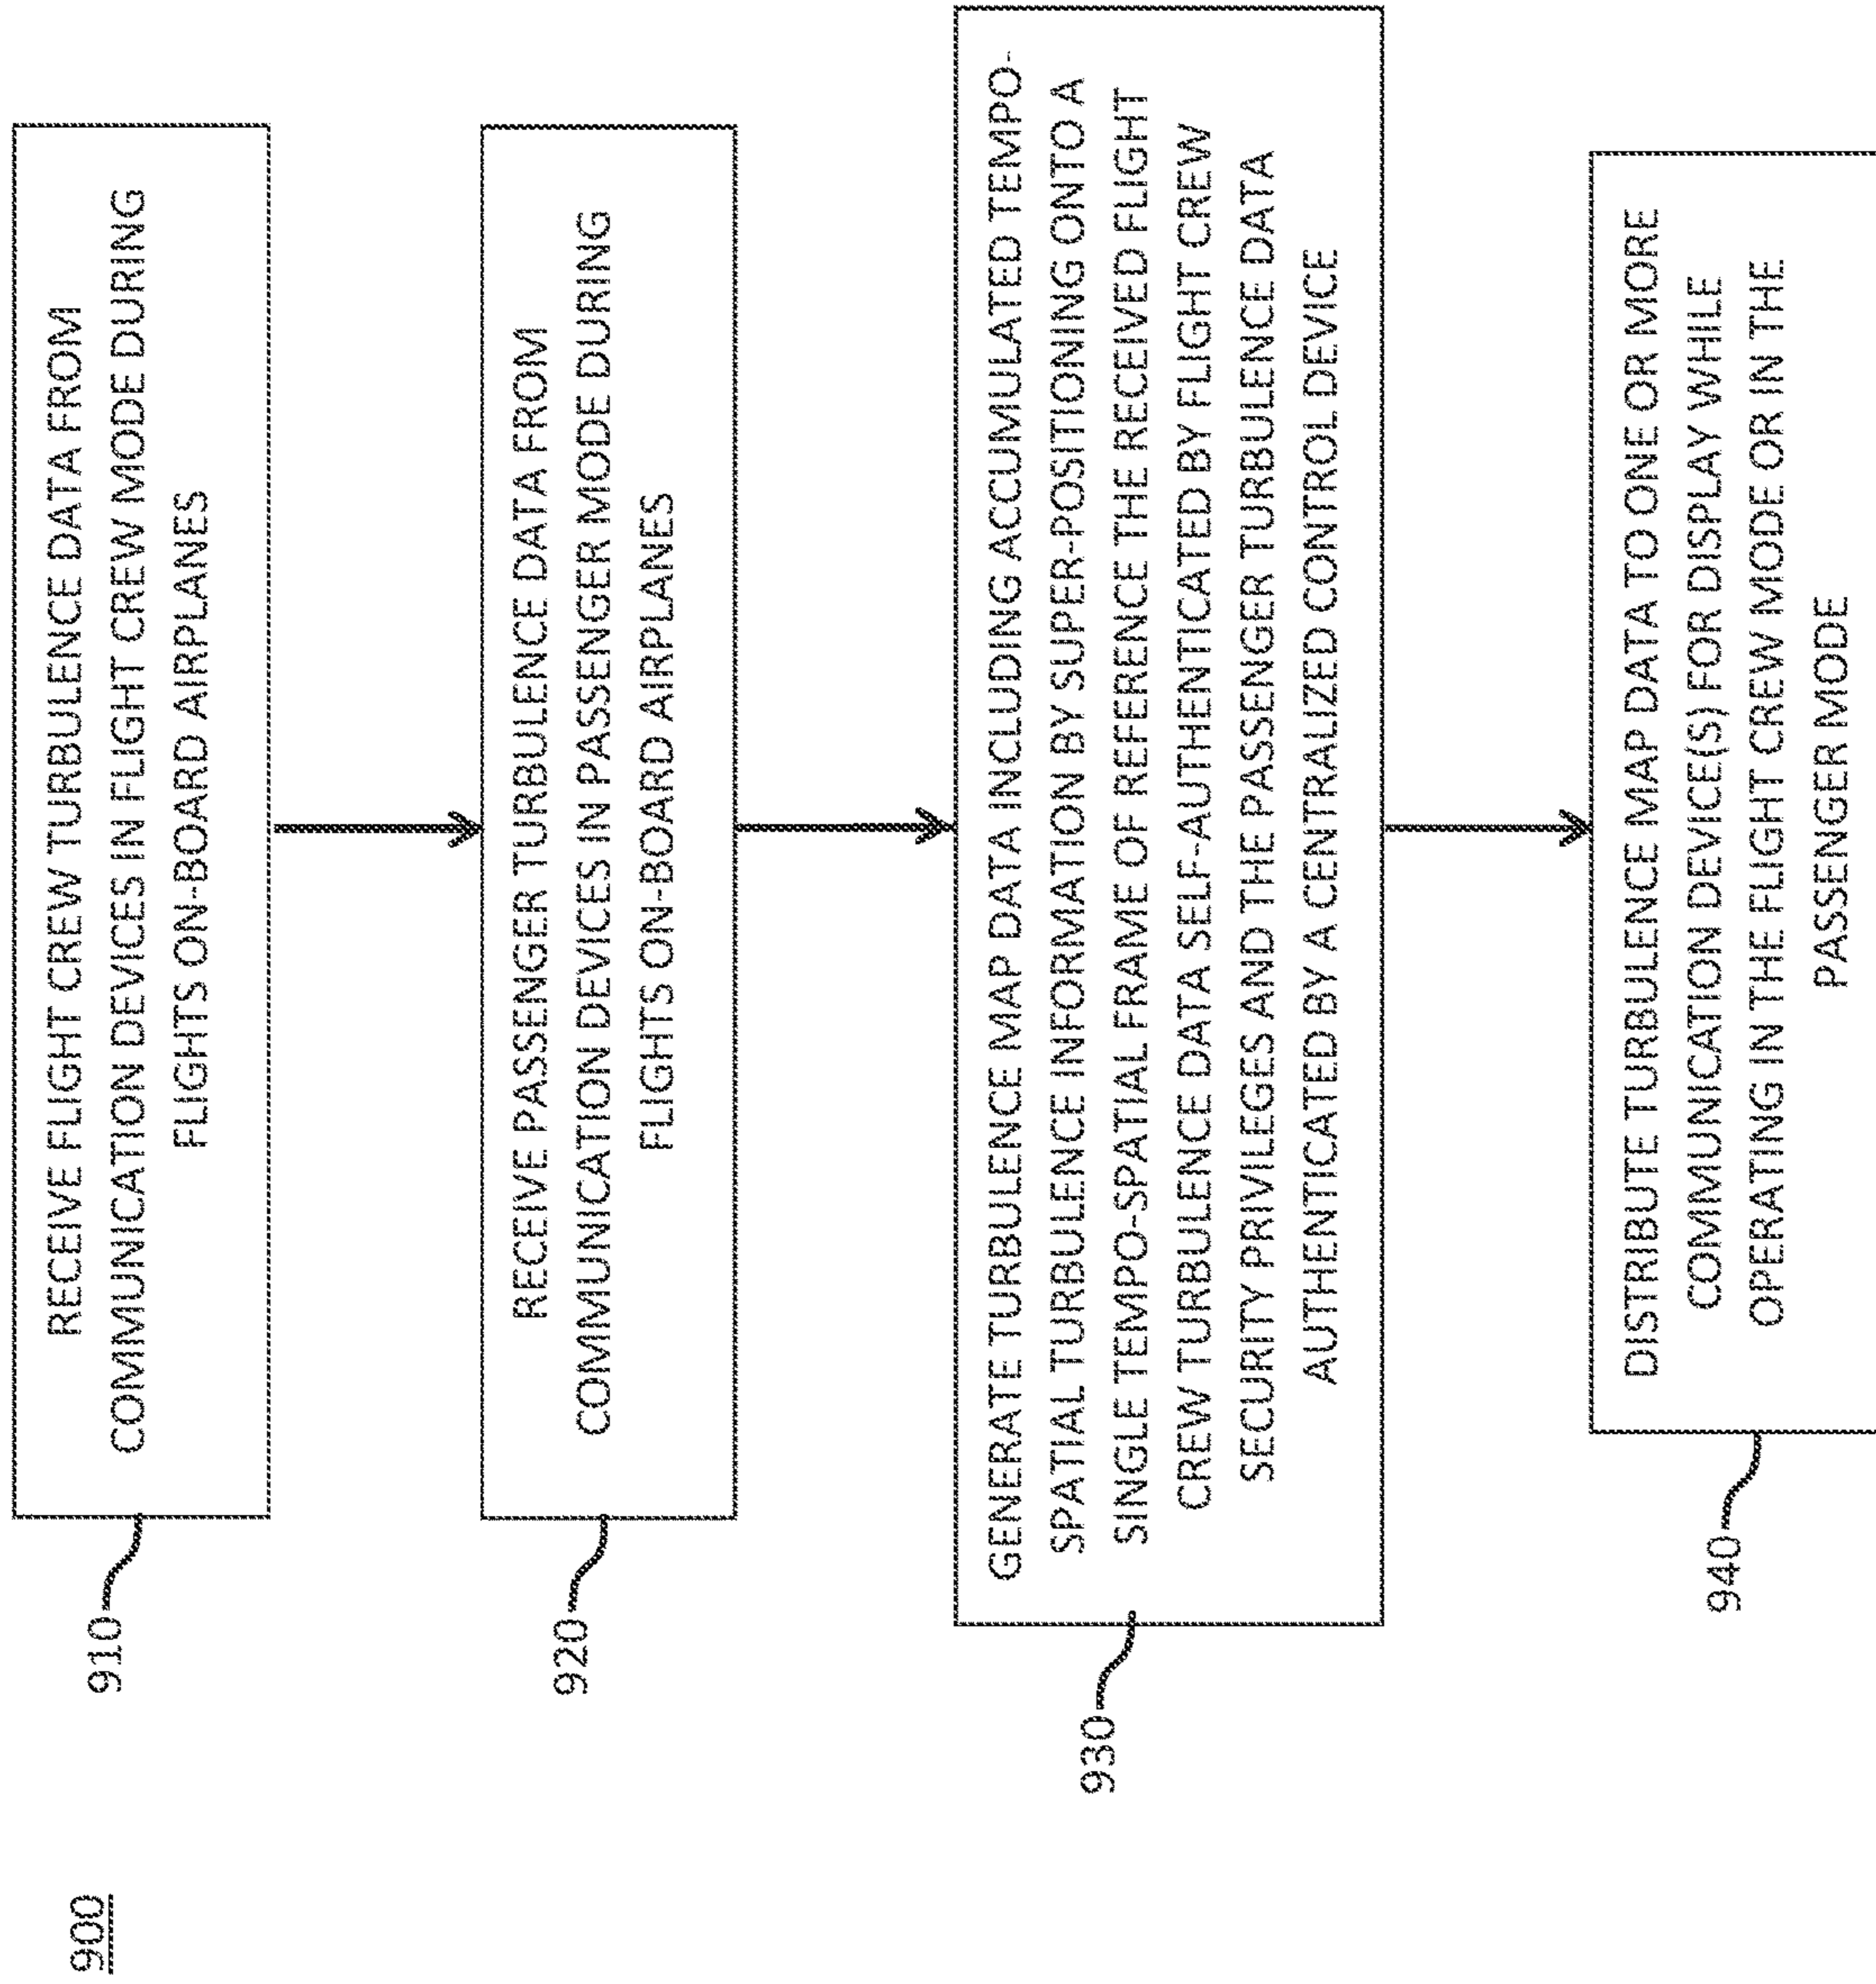 900
910
RECEIVE FLIGHT CREW TURBULENCE DATA FROM
COMMUNICATION DEVICES IN FLIGHT CREW MODE DURING
FLIGHTS ON-BOARD AIRPLANES
920
RECEIVE PASSENGER TURBULENCE DATA FROM
COMMUNICATION DEVICES IN PASSENGER MODE DURING
FLIGHTS ON-BOARD AIRPLANES
930
GENERATE TURBULENCE MAP DATA INCLUDING ACCUMULATED TEMPO-
SPATIAL TURBULENCE INFORMATION BY SUPER-POSITIONING ONTO A
SINGLE TEMPO-SPATIAL FRAME OF REFERENCE THE RECEIVED FLIGHT
CREW TURBULENCE DATA SELF-AUTHENTICATED BY FLIGHT CREW
SECURITY PRIVILEGES AND THE PASSENGER TURBULENCE DATA
AUTHENTICATED BY A CENTRALIZED CONTROL DEVICE
940
DISTRIBUTE TURBULENCE MAP DATA TO ONE OR MORE
COMMUNICATION DEVICE(S) FOR DISPLAY WHILE
OPERATING IN THE FLIGHT CREW MODE OR IN THE
PASSENGER MODE